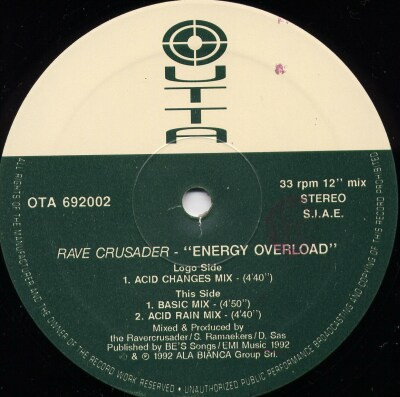 OUTTA
33 rpm 12" mix
OTA 692002
STEREO
S.I.A.E.
RAVE CRUSADER - "ENERGY OVERLOAD"
Logo Side
1. ACID CHANGES MIX - (4'40'')
This Side
1. BASIC MIX - (4'50'')
2. ACID RAIN MIX - (4'40'')
Mixed & Produced by
the Ravercrusader/S. Ramaekers/D. Sas
Published by BE'S Songs/EMI Music 1992
© & ℗ 1992 ALA BIANCA Group Srl.
ALL RIGHTS OF THE MANUFACTURER AND THE OWNER OF THE RECORD WORK RESERVED • UNAUTHORIZED PUBLIC PERFORMANCE BROADCASTING AND COPYING OF THIS RECORD PROHIBITED